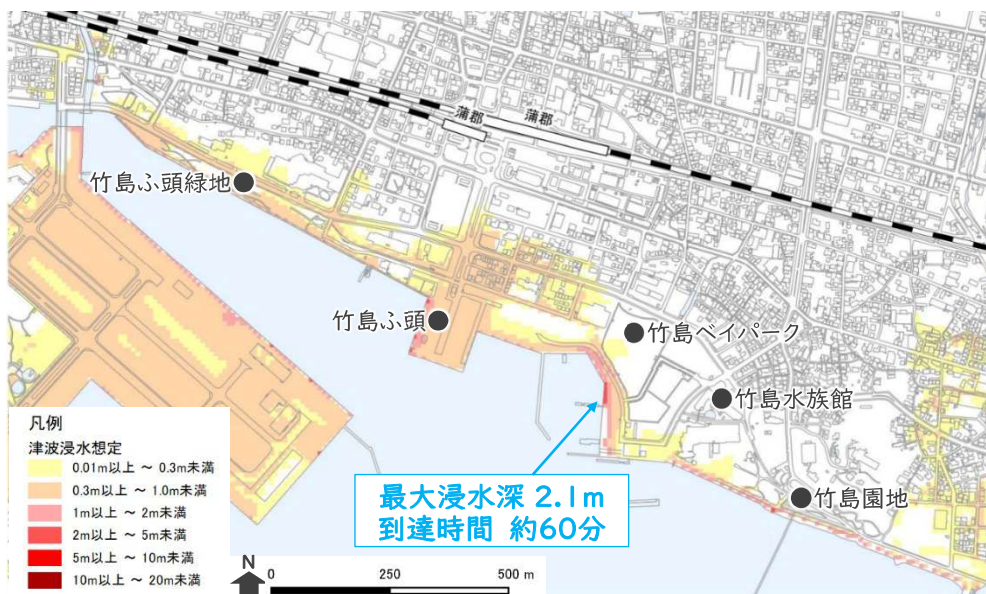 蒲郡
蒲郡
竹島ふ頭緑地
竹島ふ頭
竹島ベイパーク
竹島水族館
竹島園地
最大浸水深 2.1m
到達時間 約60分
凡例
津波浸水想定
0.01m以上 ~ 0.3m未満
0.3m以上 ~ 1.0m未満
1m以上 ~ 2m未満
2m以上 ~ 5m未満
5m以上 ~ 10m未満
10m以上 ~ 20m未満
N
0 250 500 m